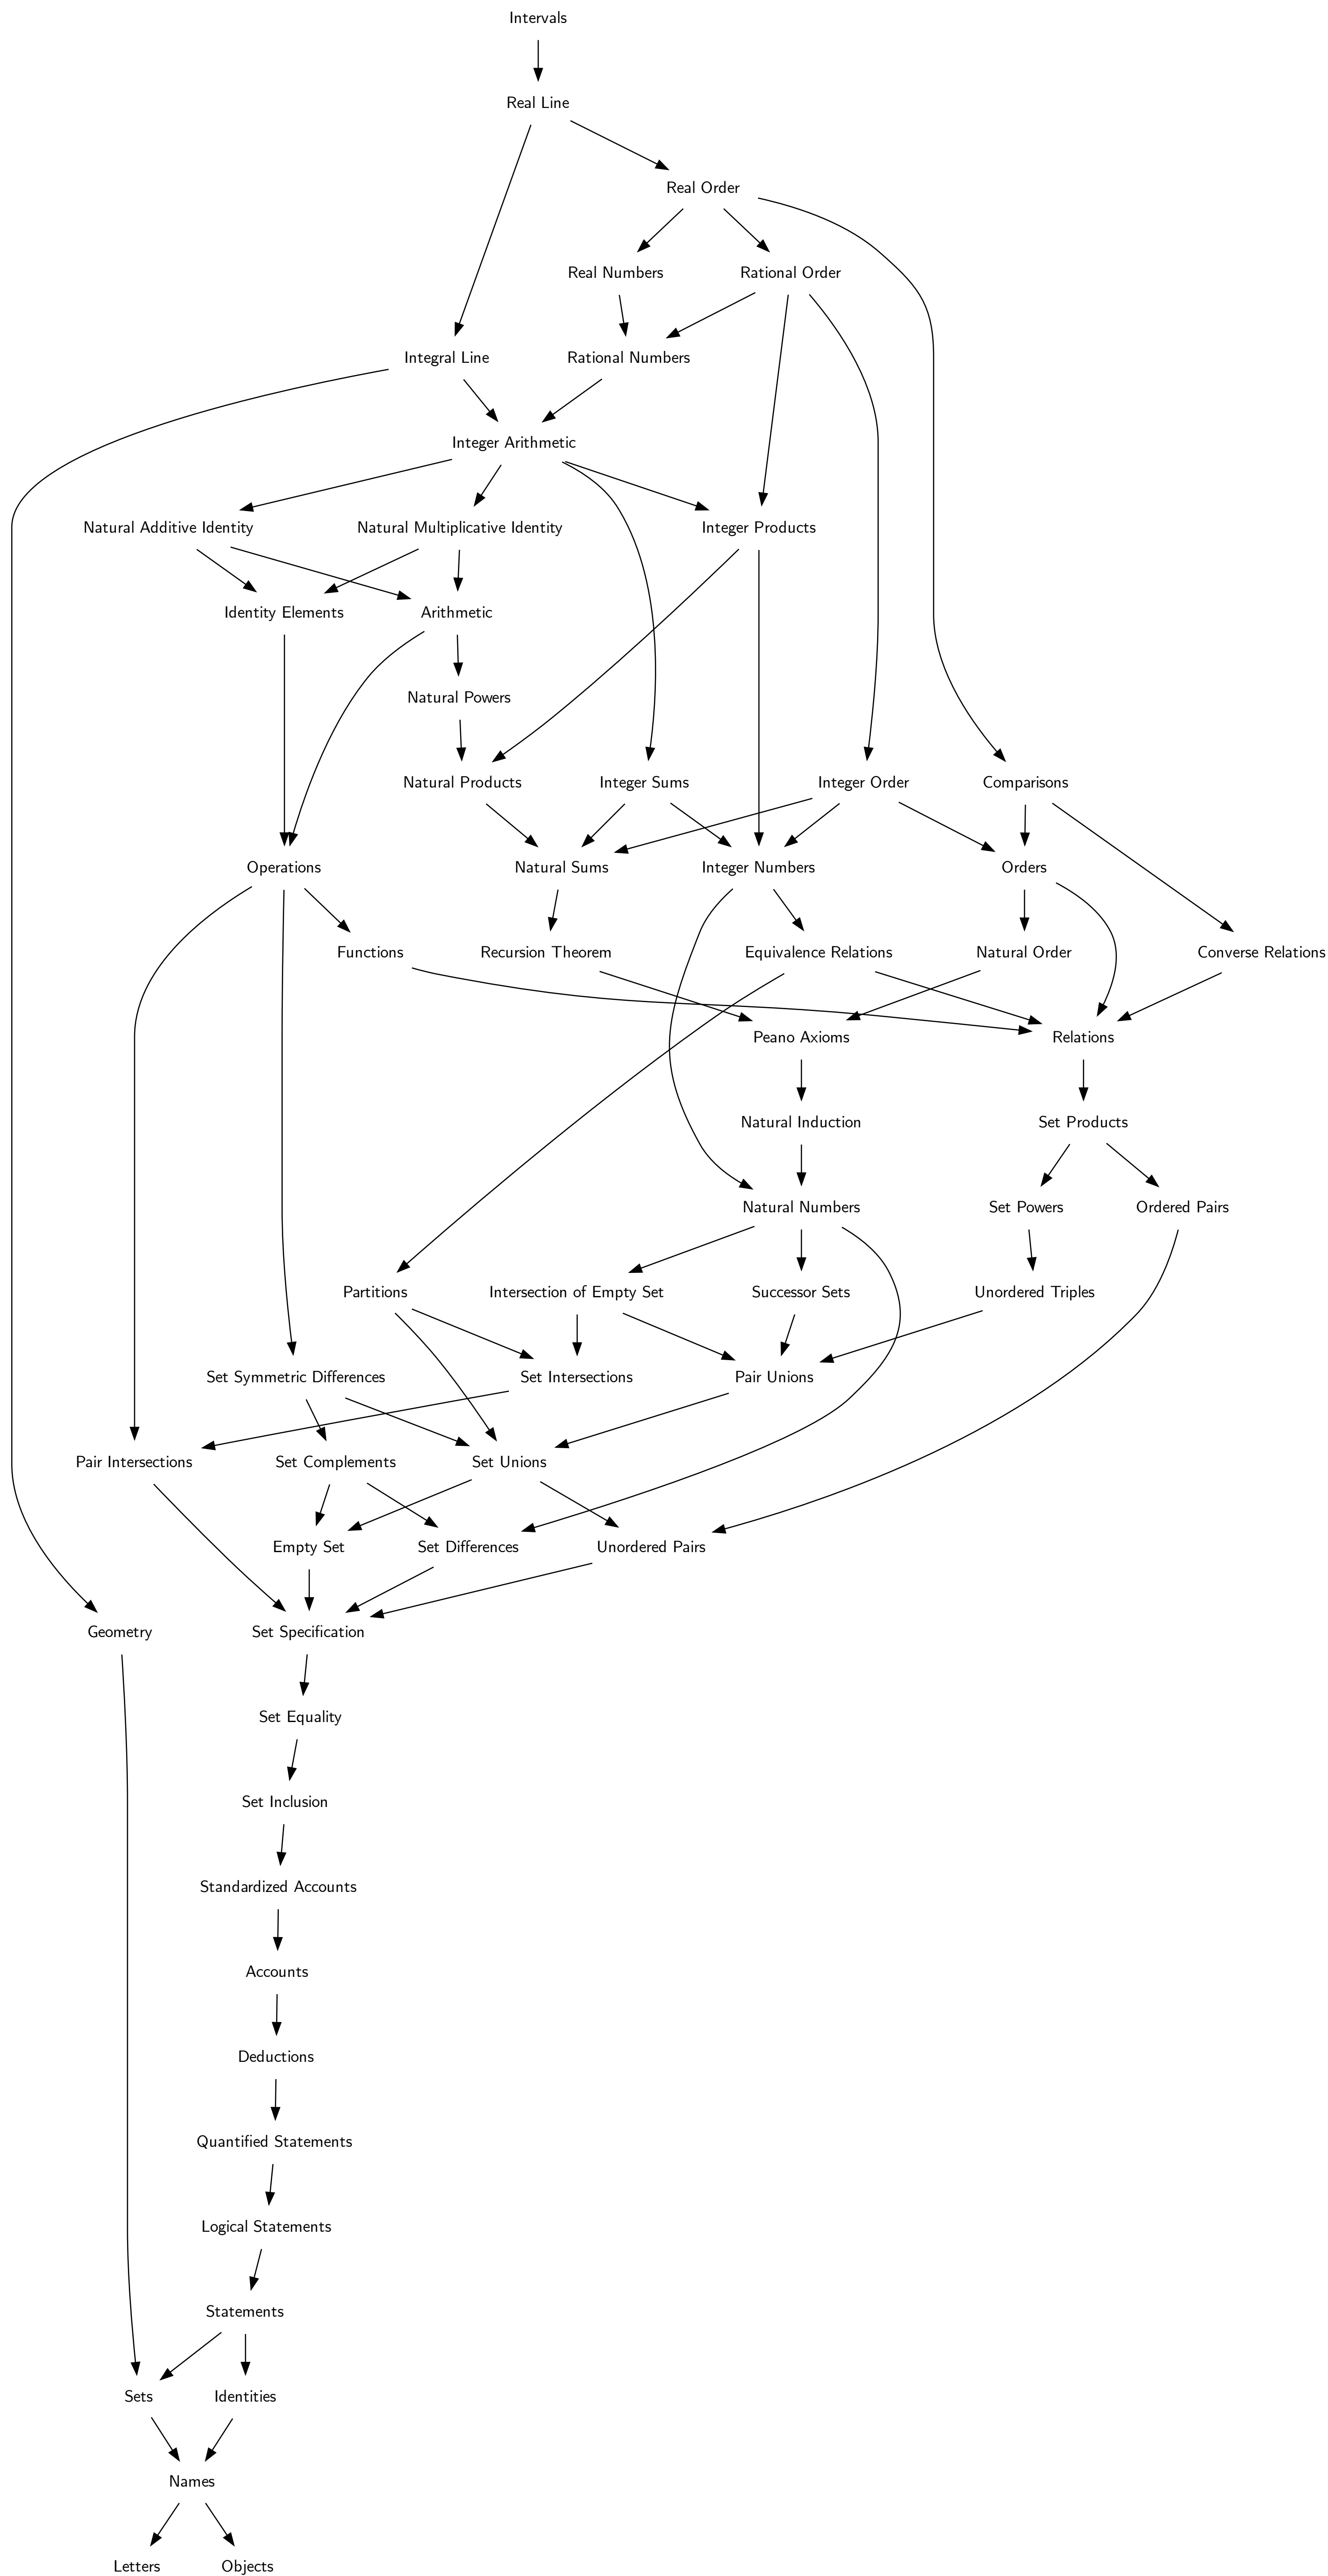 Intervals
Real Line
Real Order
Real Numbers
Rational Order
Integral Line
Rational Numbers
Integer Arithmetic
Natural Additive Identity
Natural Multiplicative Identity
Integer Products
Identity Elements
Arithmetic
Natural Powers
Natural Products
Integer Sums
Integer Order
Comparisons
Operations
Natural Sums
Integer Numbers
Orders
Functions
Recursion Theorem
Equivalence Relations
Natural Order
Converse Relations
Peano Axioms
Relations
Natural Induction
Set Products
Natural Numbers
Set Powers
Ordered Pairs
Partitions
Intersection of Empty Set
Successor Sets
Unordered Triples
Set Symmetric Differences
Set Intersections
Pair Unions
Pair Intersections
Set Complements
Set Unions
Empty Set
Set Differences
Unordered Pairs
Geometry
Set Specification
Set Equality
Set Inclusion
Standardized Accounts
Accounts
Deductions
Quantified Statements
Logical Statements
Statements
Sets
Identities
Names
Letters
Objects